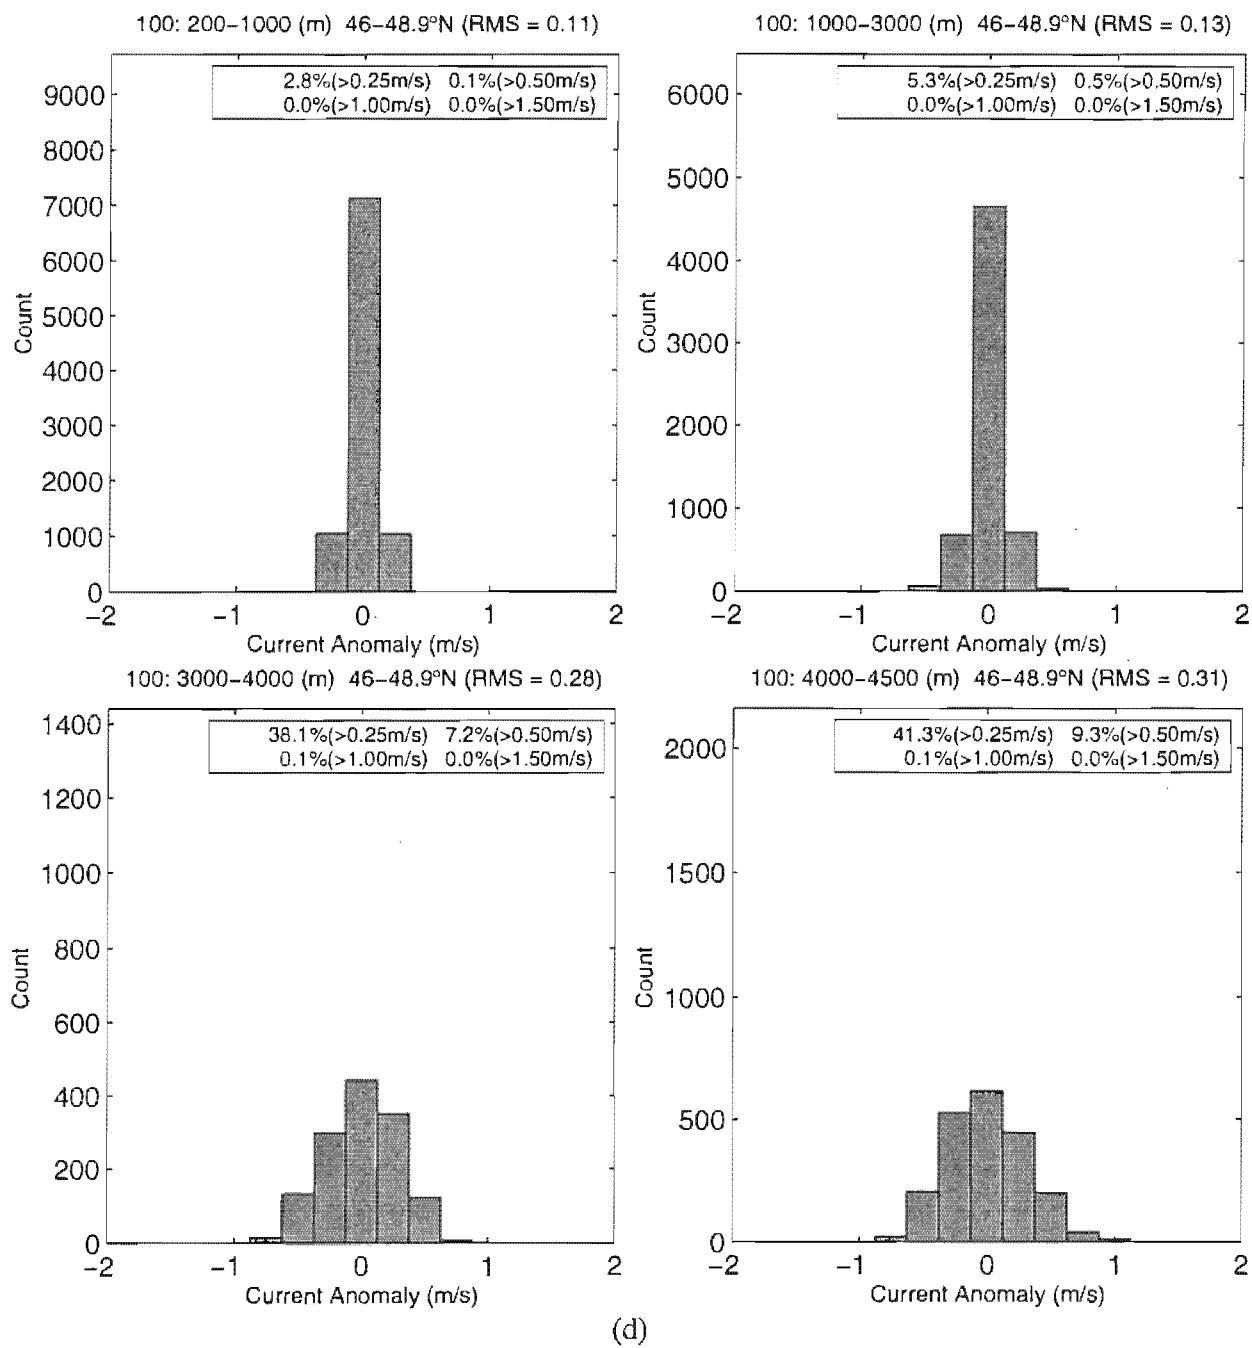 100: 200−1000 (m) 46−48.9°N (RMS = 0.11)
2.8%(>0.25m/s) 0.1%(>0.50m/s)
0.0%(>1.00m/s) 0.0%(>1.50m/s)
9000
8000
7000
6000
5000
4000
3000
2000
1000
0
Count
−2 −1 0 1 2
Current Anomaly (m/s)
100: 1000−3000 (m) 46−48.9°N (RMS = 0.13)
5.3%(>0.25m/s) 0.5%(>0.50m/s)
0.0%(>1.00m/s) 0.0%(>1.50m/s)
6000
5000
4000
3000
2000
1000
0
Count
−2 −1 0 1 2
Current Anomaly (m/s)
100: 3000−4000 (m) 46−48.9°N (RMS = 0.28)
38.1%(>0.25m/s) 7.2%(>0.50m/s)
0.1%(>1.00m/s) 0.0%(>1.50m/s)
1400
1200
1000
800
600
400
200
0
Count
−2 −1 0 1 2
Current Anomaly (m/s)
100: 4000−4500 (m) 46−48.9°N (RMS = 0.31)
41.3%(>0.25m/s) 9.3%(>0.50m/s)
0.1%(>1.00m/s) 0.0%(>1.50m/s)
2000
1500
1000
500
0
Count
−2 −1 0 1 2
Current Anomaly (m/s)
(d)